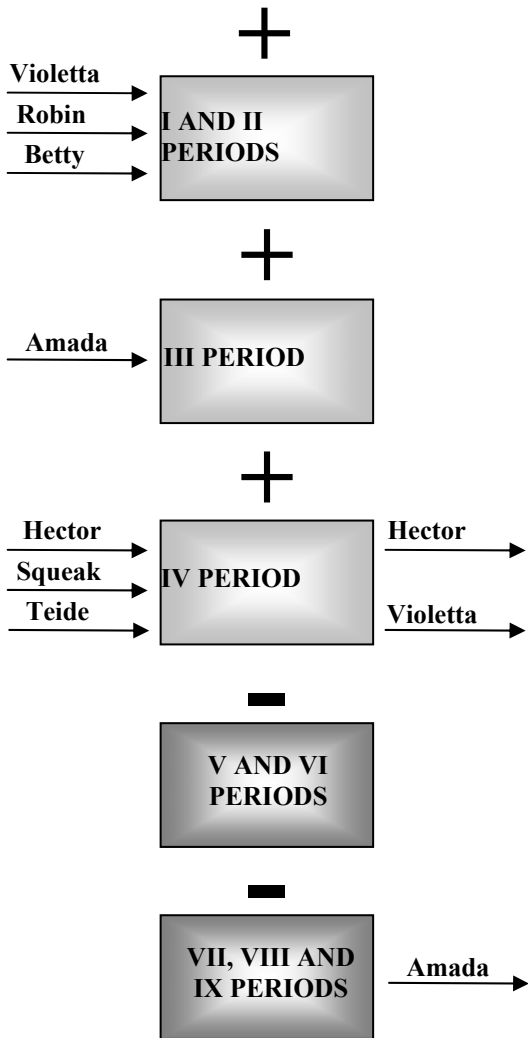 Violetta
Robin
Betty
I AND II
PERIODS
Amada
III PERIOD
Hector
Squeak
Teide
IV PERIOD
Hector
Violetta
V AND VI
PERIODS
VII, VIII AND
IX PERIODS
Amada